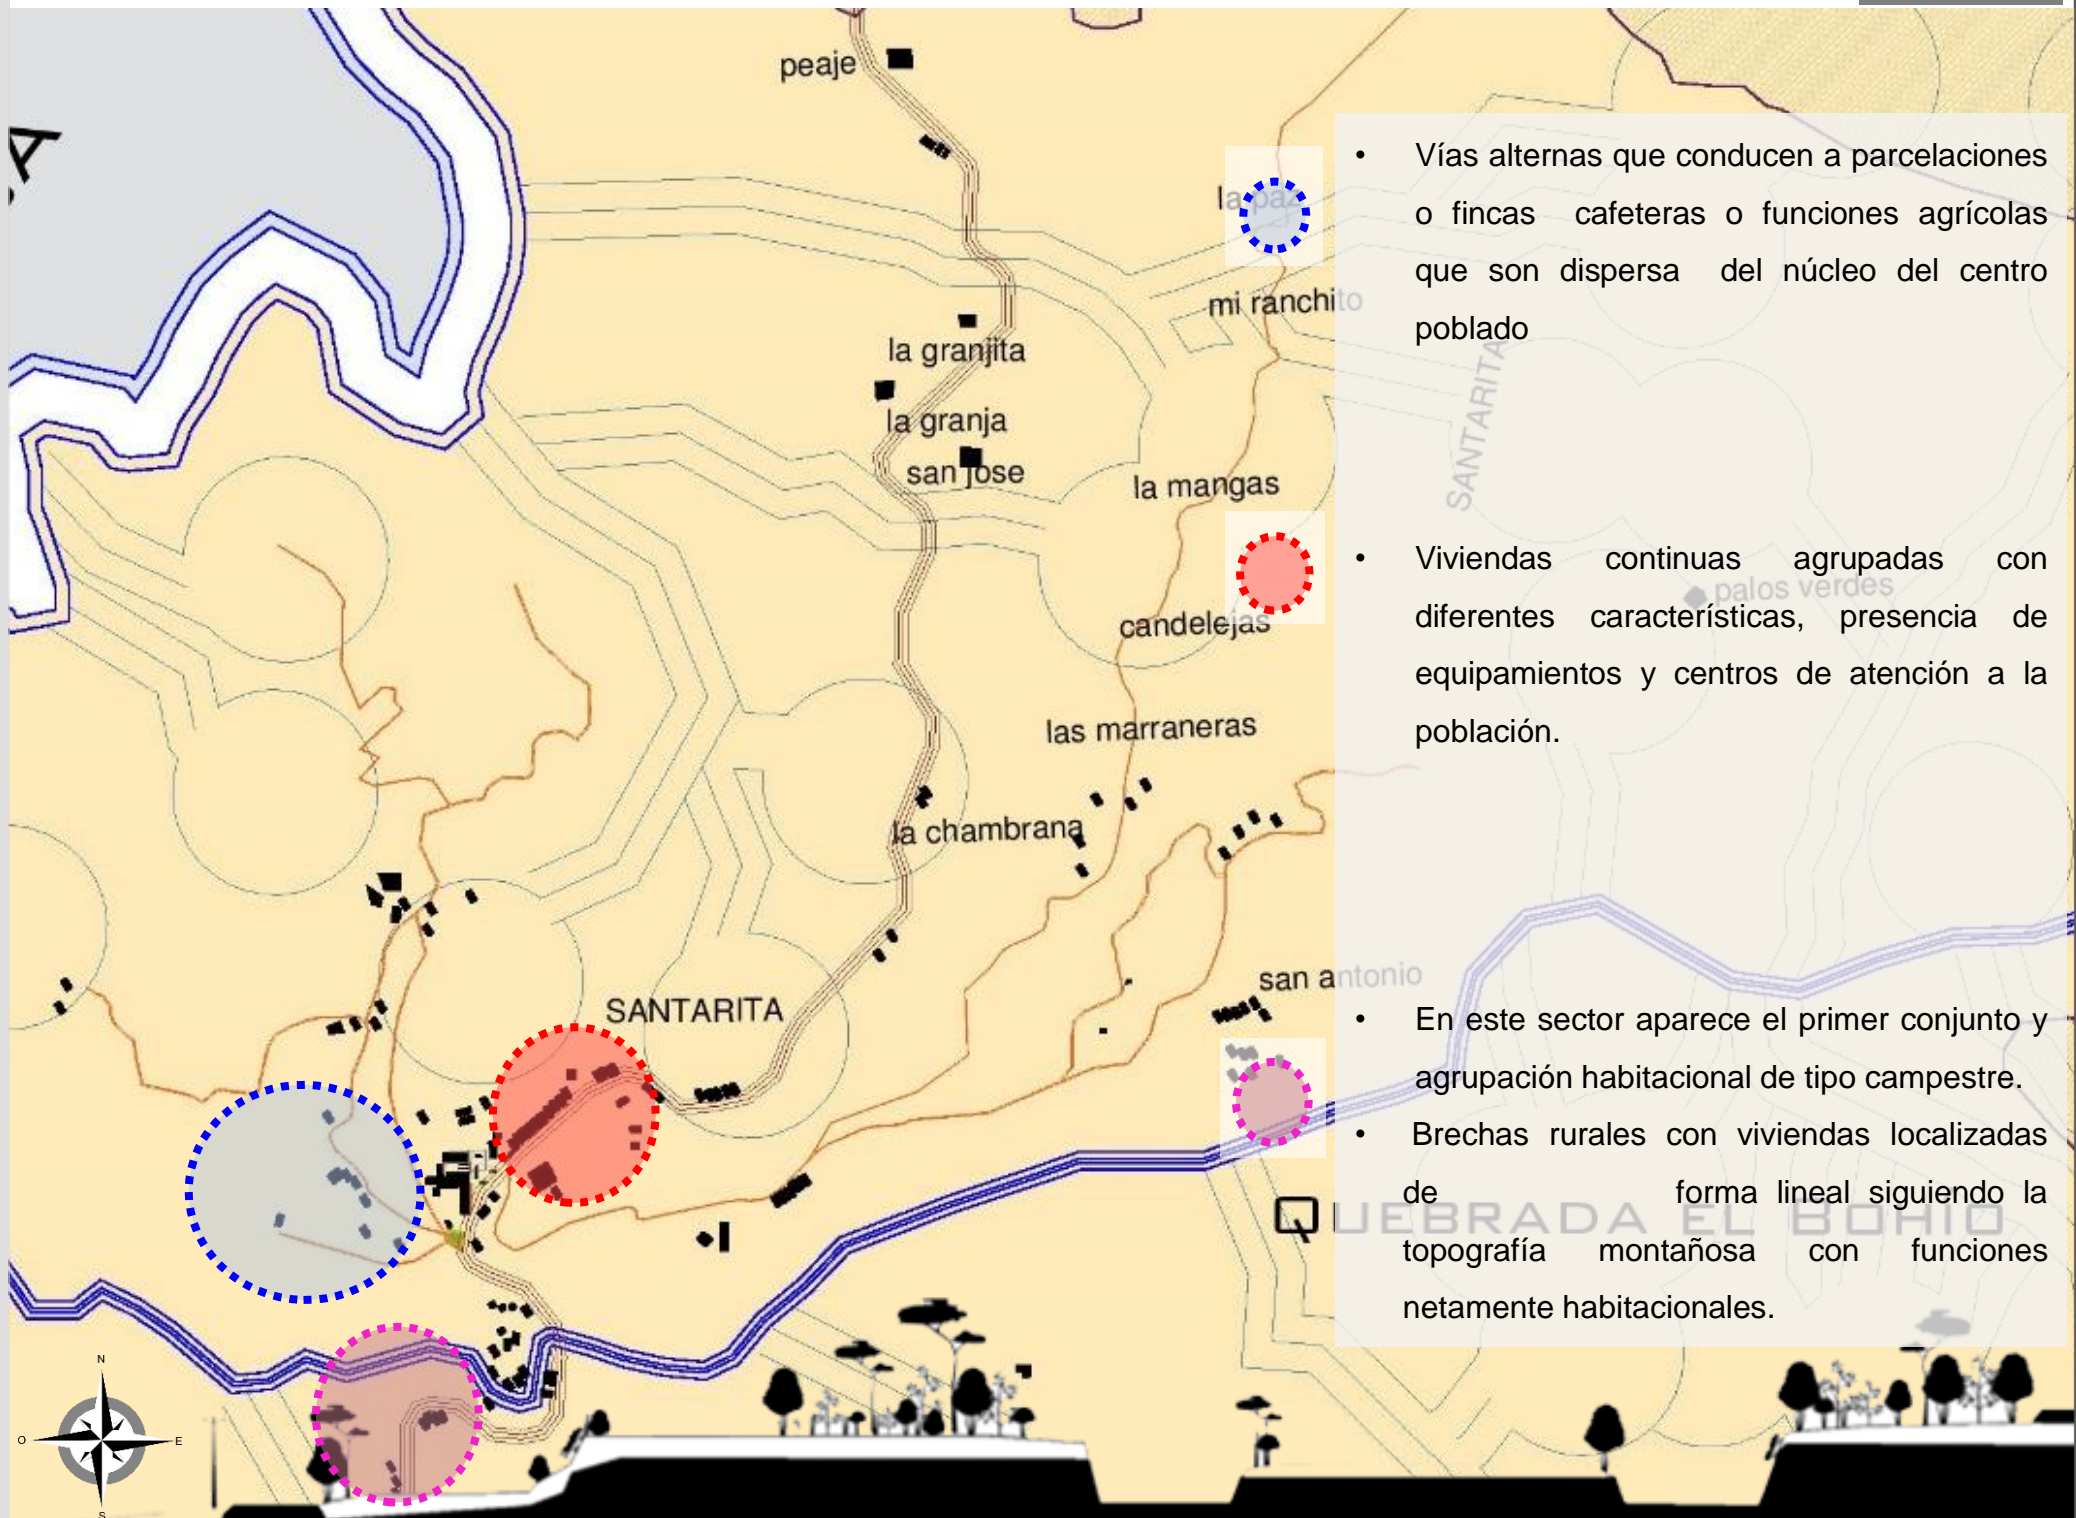 peaje
A
la paz
mi ranchito
la granjita
la granja
san jose
la mangas
SANTARITA
palos verdes
candelejas
las marraneras
la chambrana
san antonio
SANTARITA
QUEBRADA EL BOHIO
N
O
E
S
• Vías alternas que conducen a parcelaciones
o fincas cafeteras o funciones agrícolas
que son dispersa del núcleo del centro
poblado
• Viviendas continuas agrupadas con
diferentes características, presencia de
equipamientos y centros de atención a la
población.
• En este sector aparece el primer conjunto y
agrupación habitacional de tipo campestre.
• Brechas rurales con viviendas localizadas
de forma lineal siguiendo la
topografía montañosa con funciones
netamente habitacionales.